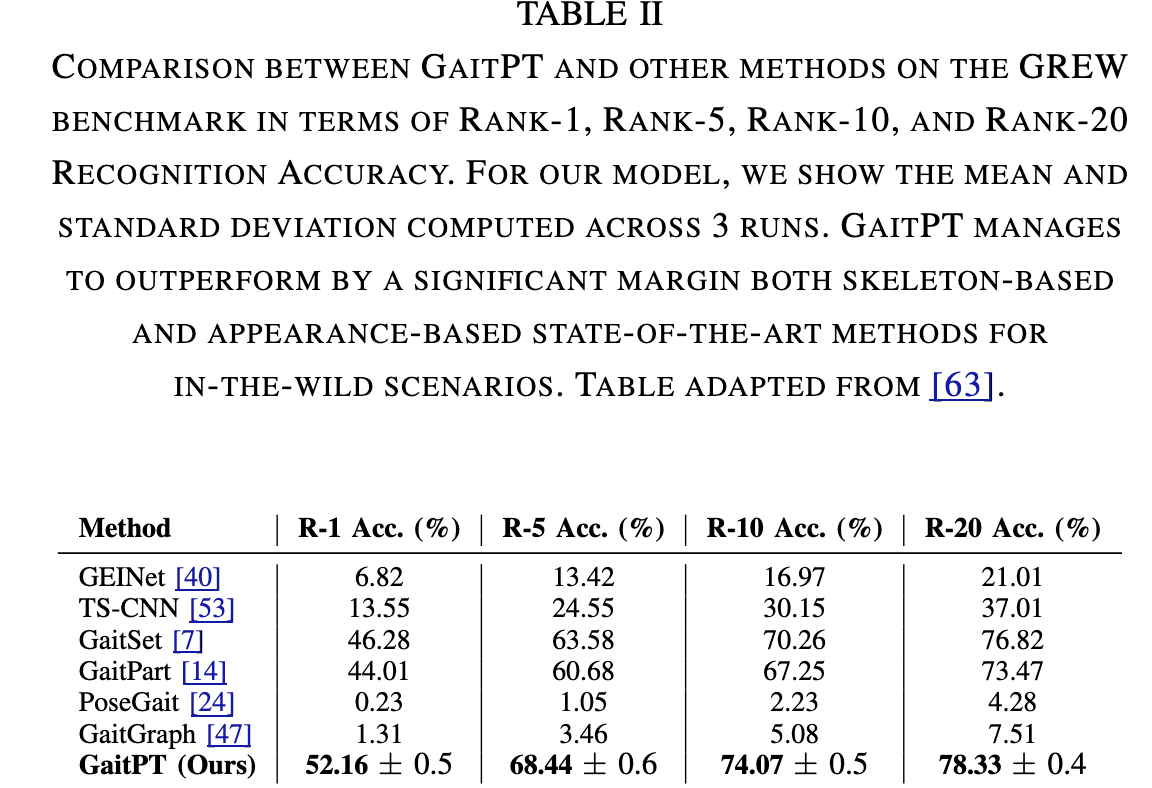 TABLE II
COMPARISON BETWEEN GAITPT AND OTHER METHODS ON THE GREW
BENCHMARK IN TERMS OF RANK-1, RANK-5, RANK-10, AND RANK-20
RECOGNITION ACCURACY. FOR OUR MODEL, WE SHOW THE MEAN AND
STANDARD DEVIATION COMPUTED ACROSS 3 RUNS. GAITPT MANAGES
TO OUTPERFORM BY A SIGNIFICANT MARGIN BOTH SKELETON-BASED
AND APPEARANCE-BASED STATE-OF-THE-ART METHODS FOR
IN-THE-WILD SCENARIOS. TABLE ADAPTED FROM [63].
Method R-1 Acc. (%) R-5 Acc. (%) R-10 Acc. (%) R-20 Acc. (%)
GEINet [40] 6.82 13.42 16.97 21.01
TS-CNN [53] 13.55 24.55 30.15 37.01
GaitSet [7] 46.28 63.58 70.26 76.82
GaitPart [14] 44.01 60.68 67.25 73.47
PoseGait [24] 0.23 1.05 2.23 4.28
GaitGraph [47] 1.31 3.46 5.08 7.51
GaitPT (Ours) 52.16 ± 0.5 68.44 ± 0.6 74.07 ± 0.5 78.33 ± 0.4